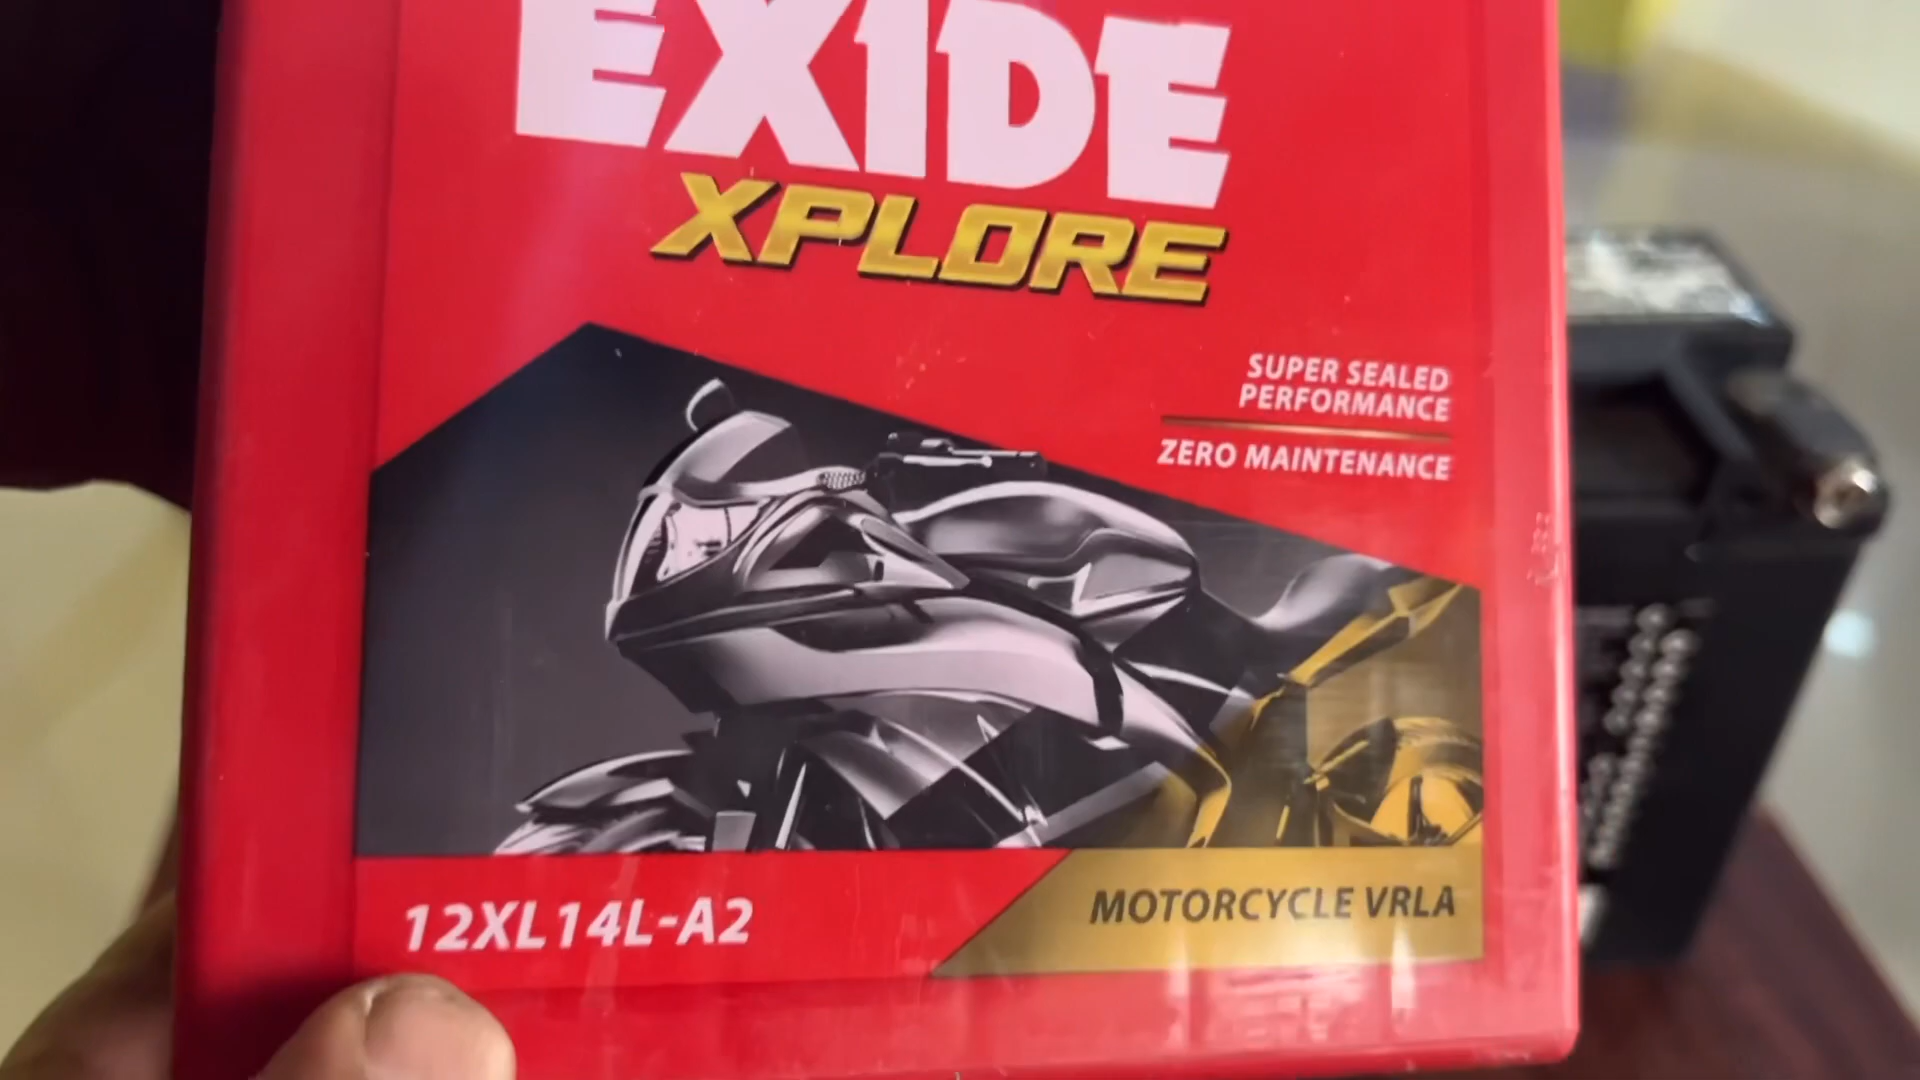 EXIDE
XPLORE
SUPER SEALED
PERFORMANCE
ZERO MAINTENANCE
12XL14L-A2
MOTORCYCLE VRLA